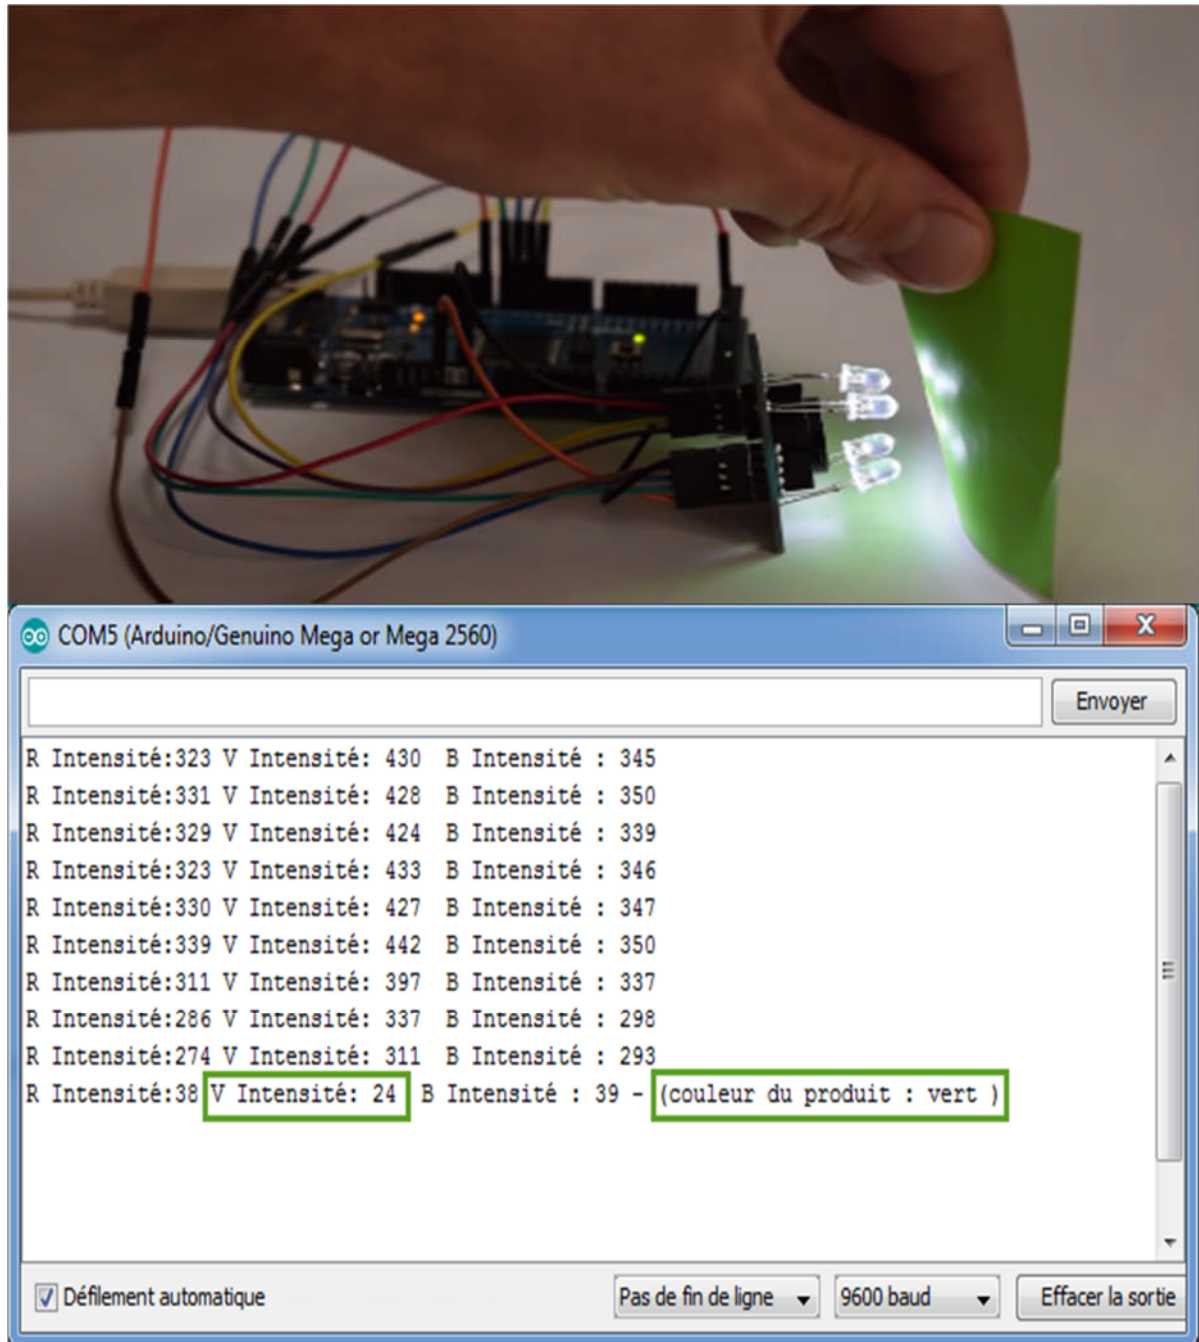 COM5 (Arduino/Genuino Mega or Mega 2560)
Envoyer
R Intensité:323 V Intensité: 430 B Intensité : 345
R Intensité:331 V Intensité: 428 B Intensité : 350
R Intensité:329 V Intensité: 424 B Intensité : 339
R Intensité:323 V Intensité: 433 B Intensité : 346
R Intensité:330 V Intensité: 427 B Intensité : 347
R Intensité:339 V Intensité: 442 B Intensité : 350
R Intensité:311 V Intensité: 397 B Intensité : 337
R Intensité:286 V Intensité: 337 B Intensité : 298
R Intensité:274 V Intensité: 311 B Intensité : 293
R Intensité:38 V Intensité: 24 B Intensité : 39 - (couleur du produit : vert )
Défilement automatique Pas de fin de ligne 9600 baud Effacer la sortie